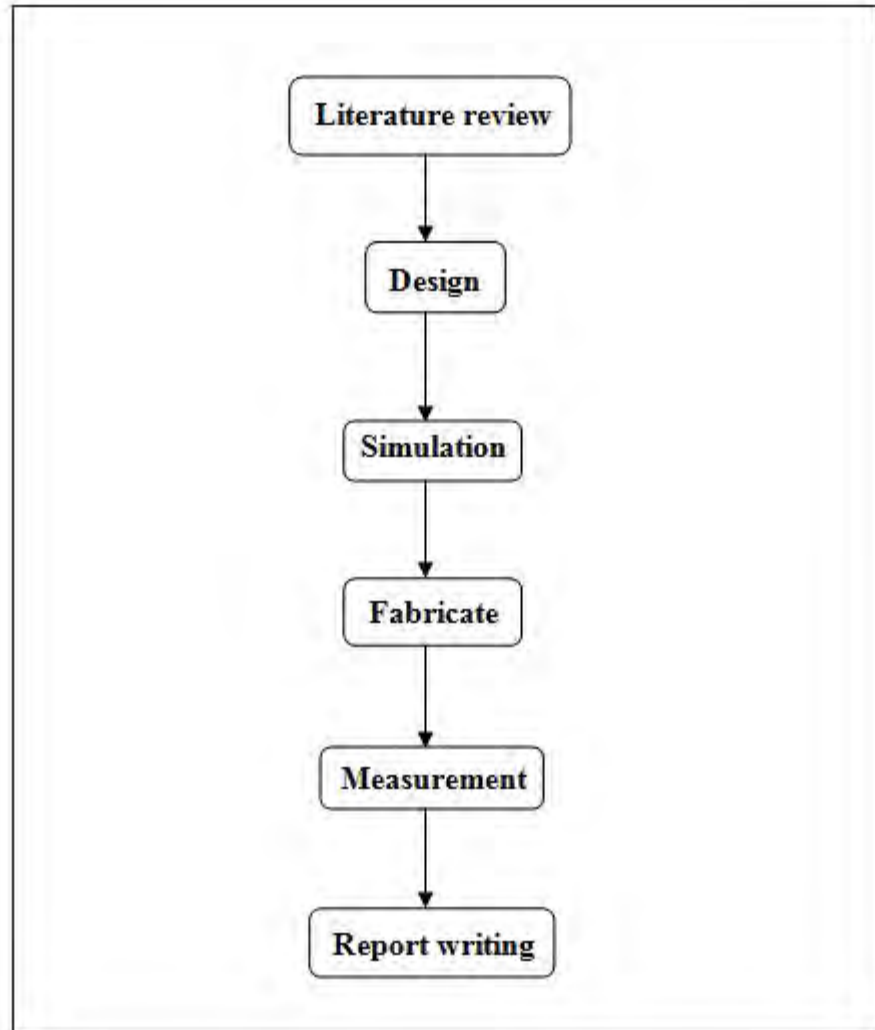 Literature review
Design
Simulation
Fabricate
Measurement
Report writing